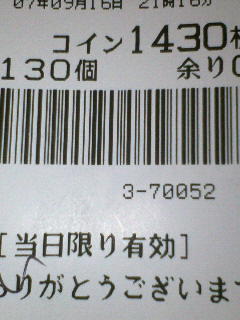 07年09月16日 21時16分
コイン1430枚
130個 余り0
3-70052
[当日限り有効]
ありがとうございます